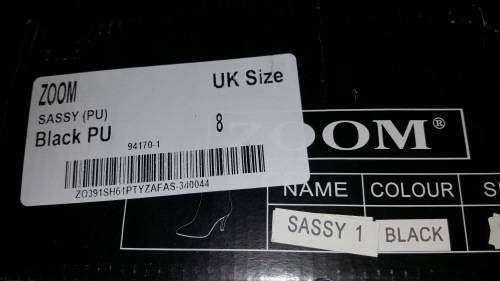 ZOOM
UK Size
SASSY (PU)
Black PU
8
94170-1
ZO391SH61PTYZAFAS-340044
ZOOM®
NAME COLOUR
SASSY 1 BLACK